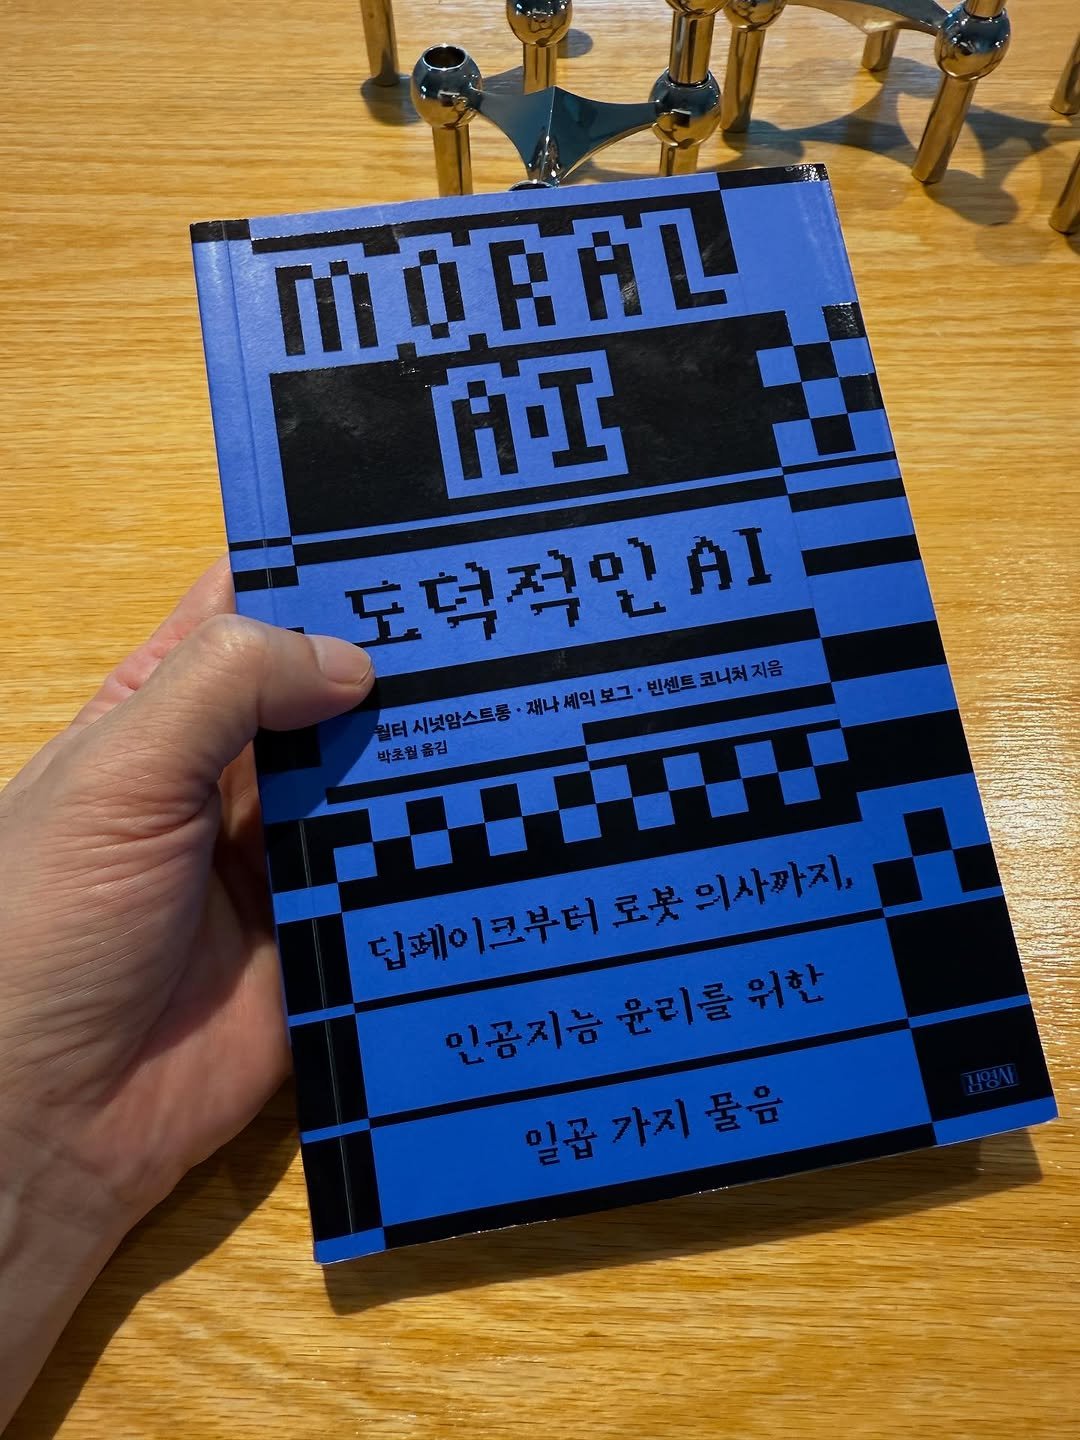 MORAL
AI
도덕적인 AI
월터 시넛암스트롱 · 재나 셰익 보그 · 빈센트 코니처 지음
박초월 옮김
딥페이크부터 로봇 의사까지,
인공지능 윤리를 위한
일곱 가지 물음
김영사